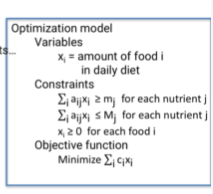 Optimization model
Variables
ts...
xᵢ = amount of food i
in daily diet
Constraints
∑ᵢ aᵢⱼxᵢ ≥ mⱼ for each nutrient j
∑ᵢ aᵢⱼxᵢ ≤ Mⱼ for each nutrient j
xᵢ ≥ 0 for each food i
Objective function
Minimize ∑ᵢ cᵢxᵢ